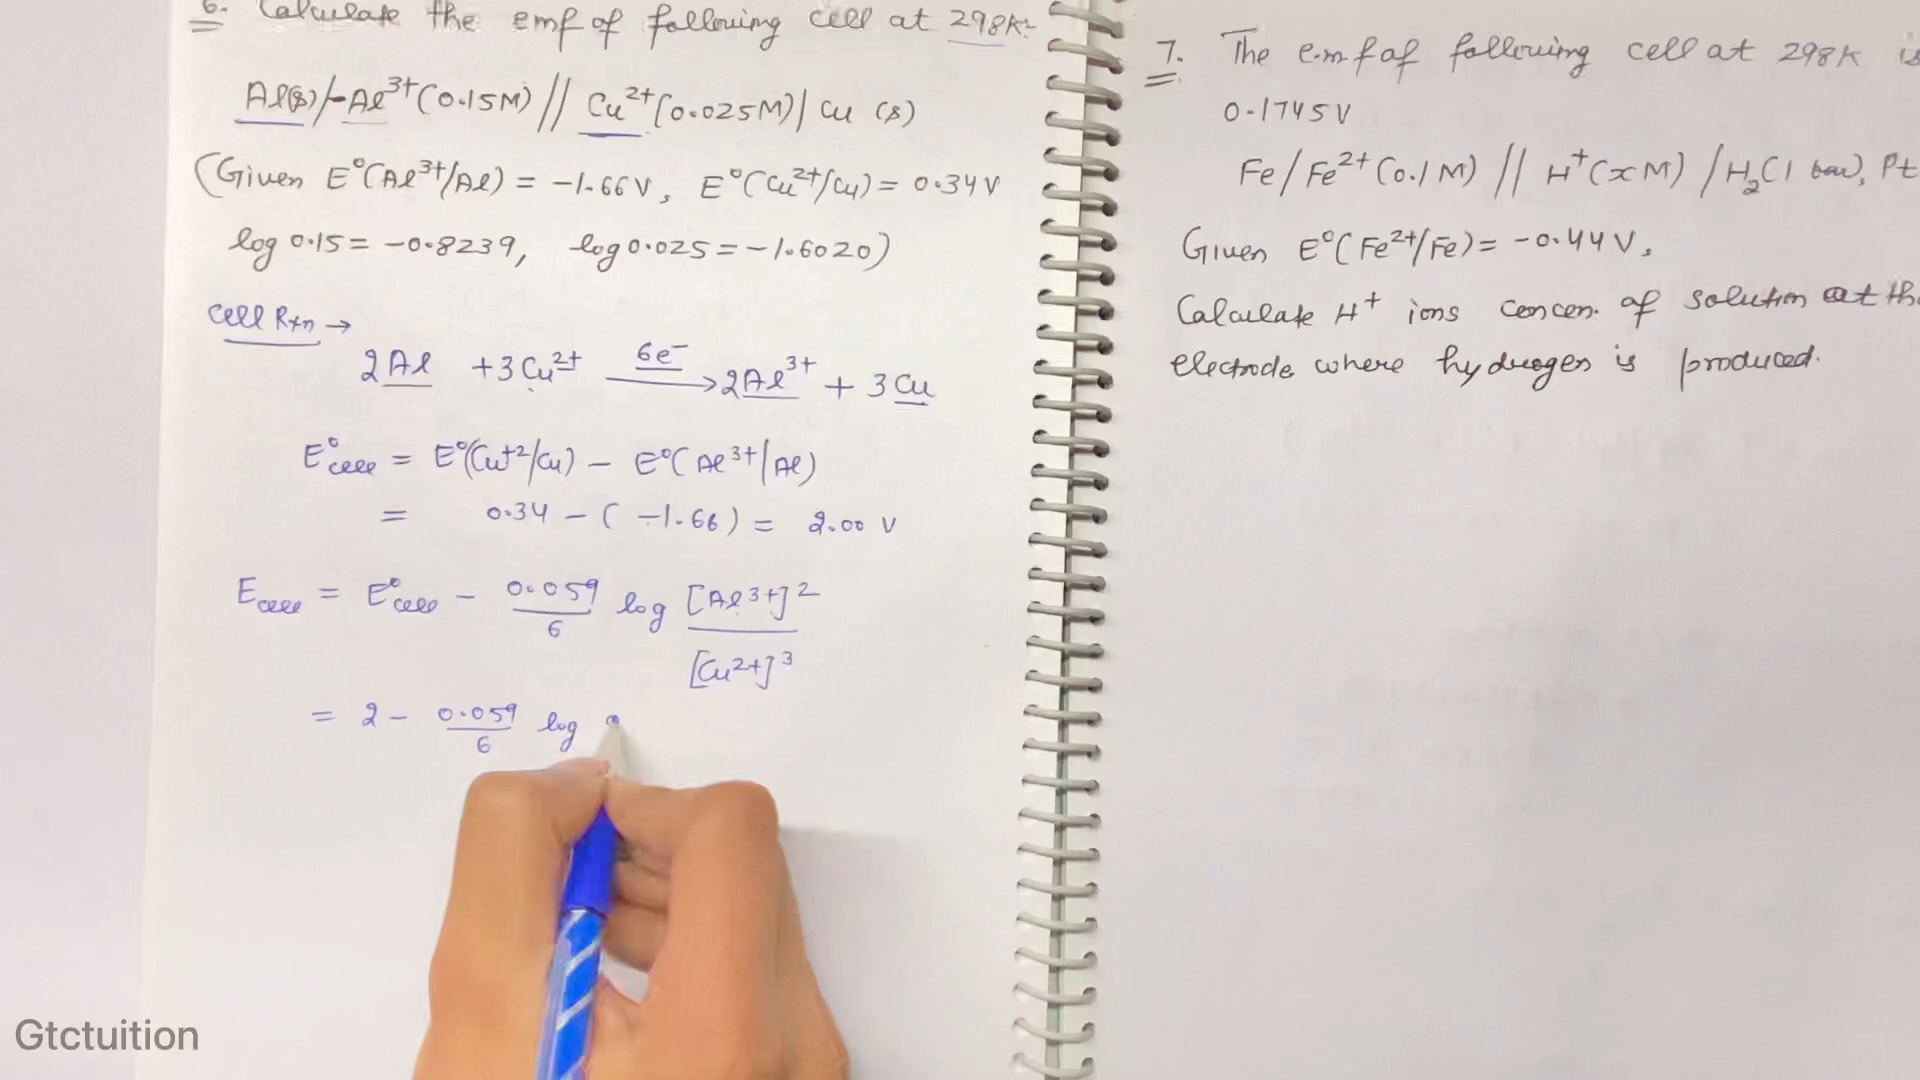 6. Calculate the emf of following cell at 298K:
Al(s)/Al³⁺(0.15M)//Cu²⁺(0.025M)|Cu(s)
(Given E°(Al³⁺/Al) = -1.66V, E°(Cu²⁺/Cu) = 0.34V
log 0.15 = -0.8239, log 0.025 = -1.6020)
Cell Rxn →
2Al + 3Cu²⁺ 6e⁻→ 2Al³⁺ + 3Cu
E°cell = E°(Cu⁺²/Cu) - E°(Al³⁺/Al)
= 0.34 - (-1.66) = 2.00 V
Ecell = E°cell - 0.059/6 log [Al³⁺]²/[Cu²⁺]³
= 2 - 0.059/6 log
7. The e.m.f of following cell at 298K is
0.1745V
Fe/Fe²⁺(0.1M)//H⁺(xM)/H₂(1 bar), Pt
Given E°(Fe²⁺/Fe) = -0.44V,
Calculate H⁺ ions concen. of solution at
electrode where hydrogen is produced.
Gtctuition